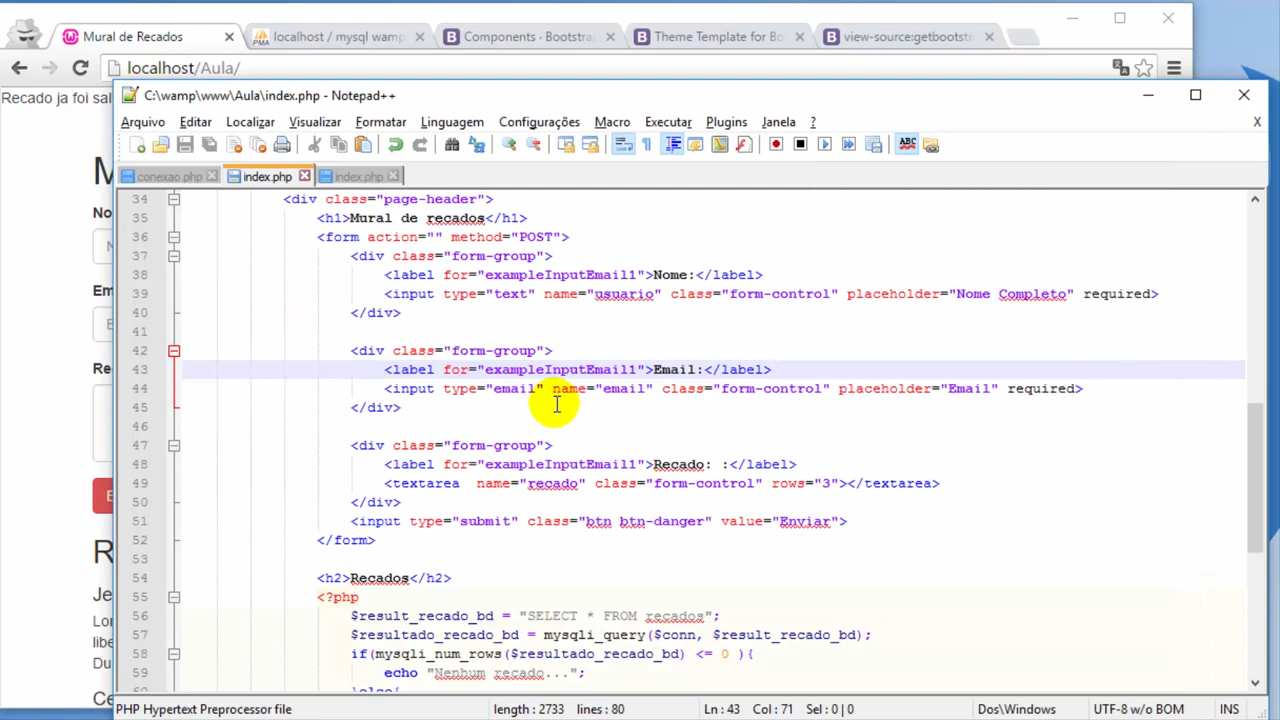 Mural de Recados
localhost / mysql wamp
Components · Bootstrap
Theme Template for Bo
view-source:getbootstr
localhost/Aula/
Recado ja foi sal
C:\wamp\www\Aula\index.php - Notepad++
Arquivo Editar Localizar Visualizar Formatar Linguagem Configurações Macro Executar Plugins Janela ? X
conexao.php index.php index.php
34 <div class="page-header">
35 <h1>Mural de recados</h1>
36 <form action="" method="POST">
37 <div class="form-group">
38 <label for="exampleInputEmail1">Nome:</label>
39 <input type="text" name="usuario" class="form-control" placeholder="Nome Completo" required>
40 </div>
41
42 <div class="form-group">
43 <label for="exampleInputEmail1">Email:</label>
44 <input type="email" name="email" class="form-control" placeholder="Email" required>
45 </div>
46
47 <div class="form-group">
48 <label for="exampleInputEmail1">Recado: :</label>
49 <textarea  name="recado" class="form-control" rows="3"></textarea>
50 </div>
51 <input type="submit" class="btn btn-danger" value="Enviar">
52 </form>
53
54 <h2>Recados</h2>
55 <?php
56 $result_recado_bd = "SELECT * FROM recados";
57 $resultado_recado_bd = mysqli_query($conn, $result_recado_bd);
58 if(mysqli_num_rows($resultado_recado_bd) <= 0 ){
59 echo "Nenhum recado...";
}else{
M
No
N
Em
E
Re
E
R
Je
Lor
libe
Du
Ce
PHP Hypertext Preprocessor file length : 2733 lines : 80 Ln : 43 Col : 71 Sel : 0 | 0 Dos\Windows UTF-8 w/o BOM INS